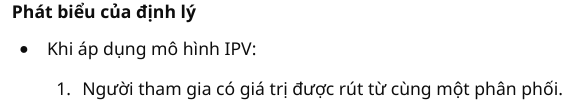 Phát biểu của định lý
• Khi áp dụng mô hình IPV:
1. Người tham gia có giá trị được rút từ cùng một phân phối.